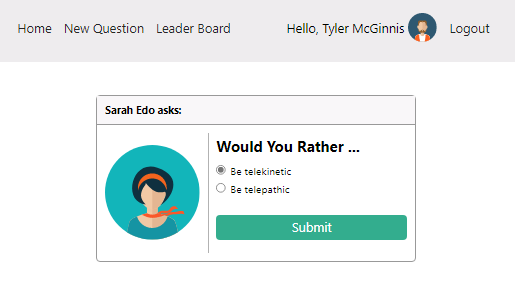 Home New Question Leader Board Hello, Tyler McGinnis Logout
Sarah Edo asks:
Would You Rather ...
Be telekinetic
Be telepathic
Submit